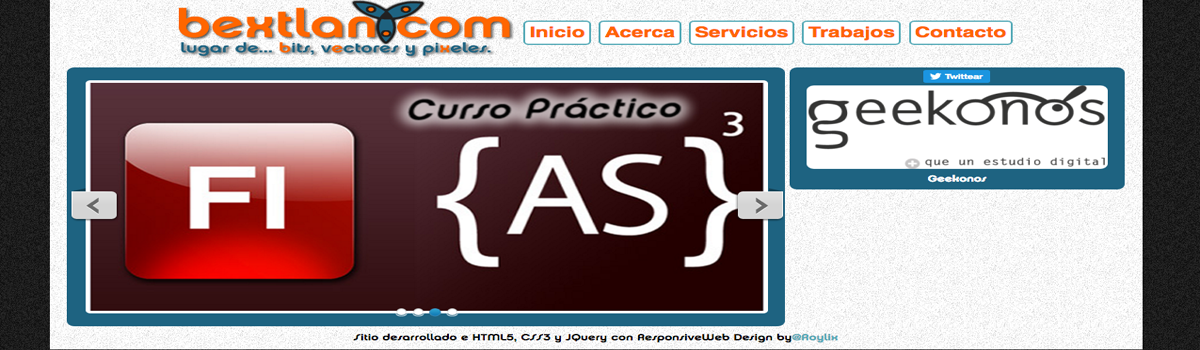 bextlan.com
lugar de... bits, vectores y pixeles.
Inicio
Acerca
Servicios
Trabajos
Contacto
Curso Práctico
Fl
{AS}3
<
>
Twittear
geekonos
+ que un estudio digital
Geekonos
Sitio desarrollado e HTML5, CSS3 y JQuery con ResponsiveWeb Design by@Roylix